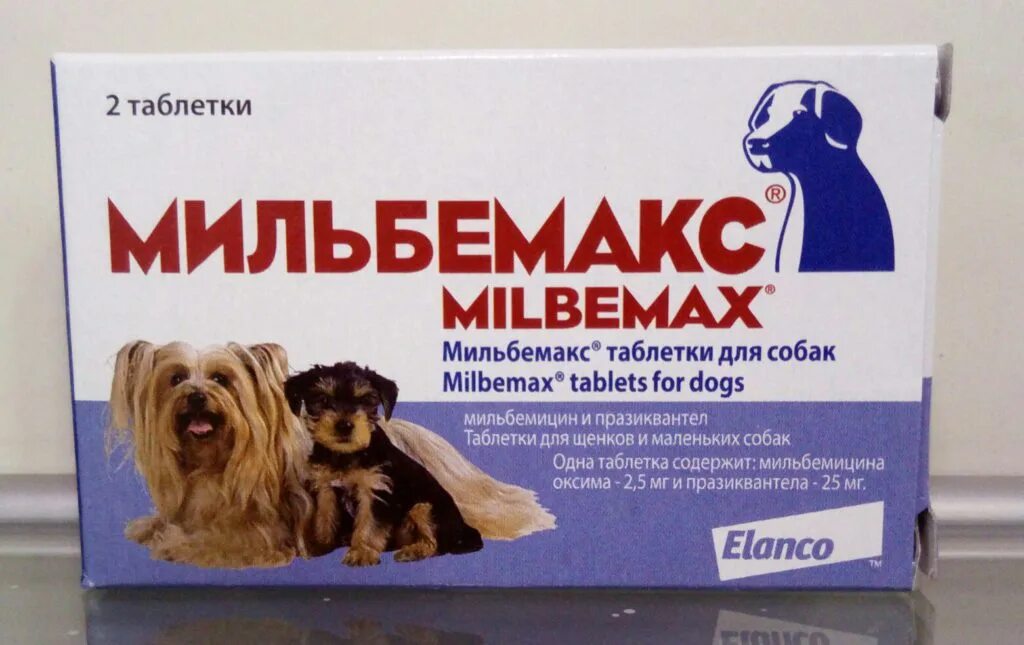 2 таблетки
МИЛЬБЕМАКС®
MILBEMAX®
Мильбемакс® таблетки для собак
Milbemax® tablets for dogs
мильбемицин и празиквантел
Таблетки для щенков и маленьких собак
Одна таблетка содержит: мильбемицина
оксима - 2,5 мг и празиквантела - 25 мг.
Elanco™